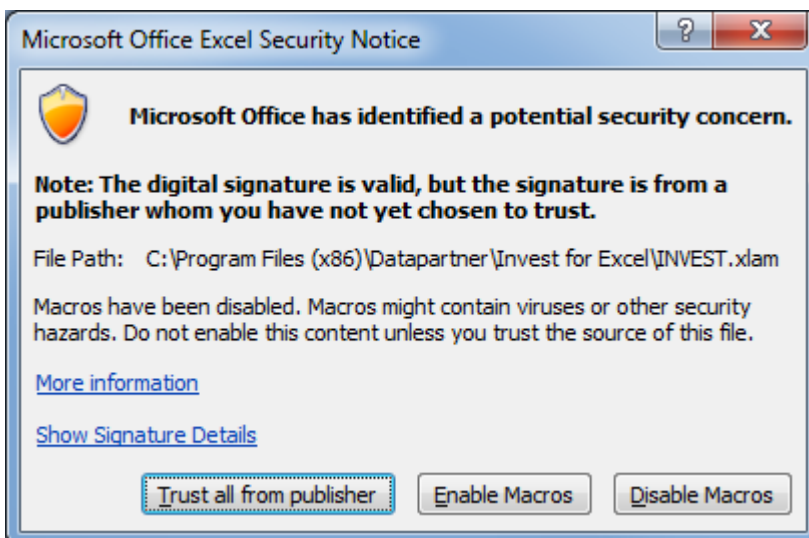 Microsoft Office Excel Security Notice
Microsoft Office has identified a potential security concern.
Note: The digital signature is valid, but the signature is from a
publisher whom you have not yet chosen to trust.
File Path: C:\Program Files (x86)\Datapartner\Invest for Excel\INVEST.xlam
Macros have been disabled. Macros might contain viruses or other security
hazards. Do not enable this content unless you trust the source of this file.
More information
Show Signature Details
Trust all from publisher Enable Macros Disable Macros